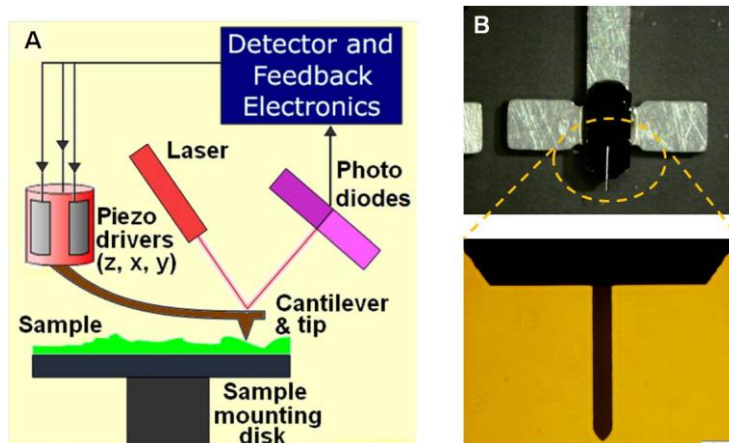 A
Detector and
Feedback
Electronics
Laser
Photo
diodes
Piezo
drivers
(z, x, y)
Cantilever
& tip
Sample
Sample
mounting
disk
B